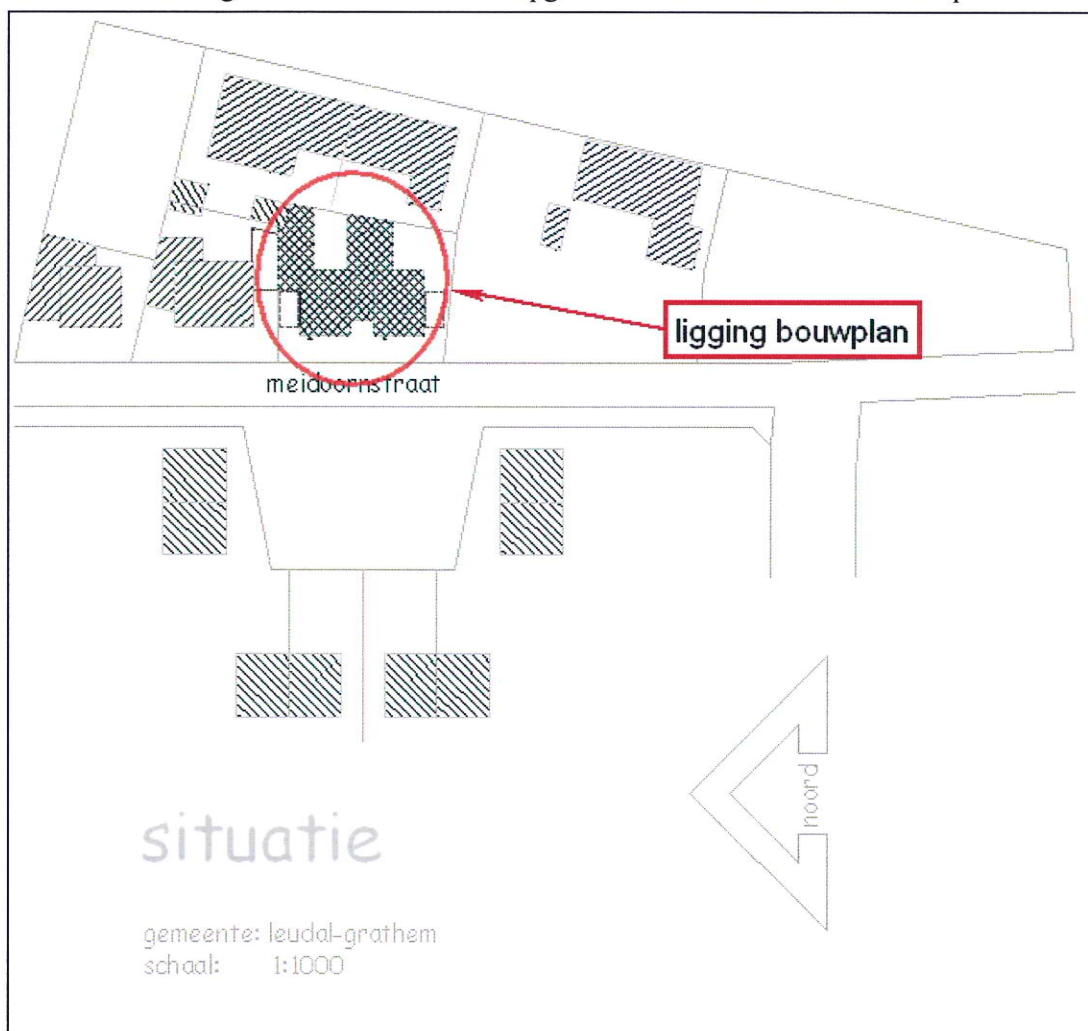 ligging bouwplan
meidoornstraat
noord
situatie
gemeente: leudal-grathem
schaal: 1:1000